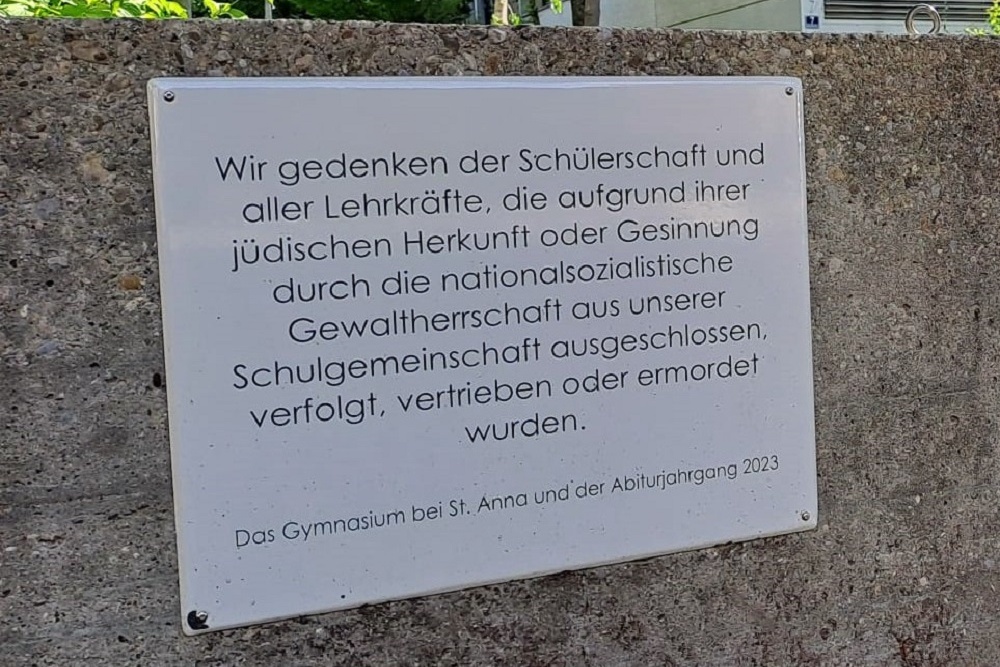 7
Wir gedenken der Schülerschaft und
aller Lehrkräfte, die aufgrund ihrer
jüdischen Herkunft oder Gesinnung
durch die nationalsozialistische
Gewaltherrschaft aus unserer
Schulgemeinschaft ausgeschlossen,
verfolgt, vertrieben oder ermordet
wurden.
Das Gymnasium bei St. Anna und der Abiturjahrgang 2023